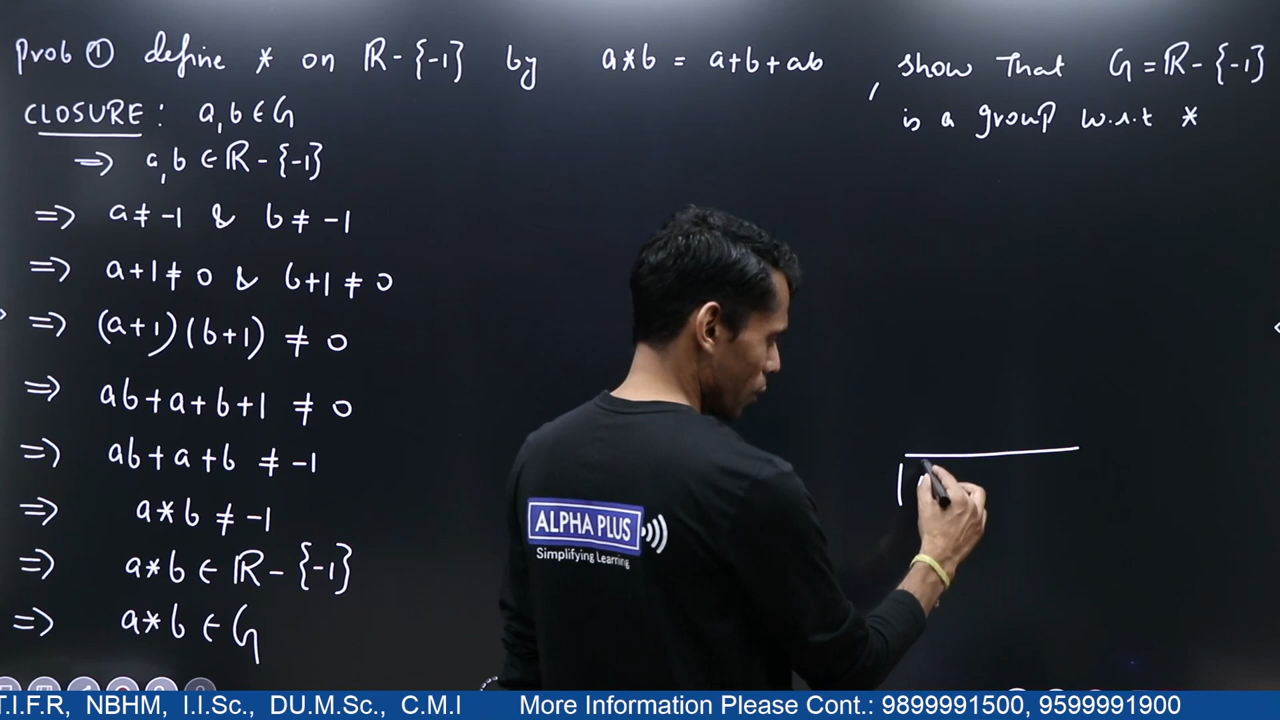 Prob ① define * on ℝ-{-1} by a*b = a+b+ab , show that G=ℝ-{-1}
is a group w.r.t *
CLOSURE : a,b∈G
=> a,b ∈ ℝ-{-1}
=> a≠-1 & b≠-1
=> a+1≠0 & b+1≠0
=> (a+1)(b+1) ≠ 0
=> ab+a+b+1 ≠ 0
=> ab+a+b ≠ -1
=> a*b ≠ -1
=> a*b ∈ ℝ-{-1}
=> a*b ∈ G
ALPHA PLUS
Simplifying Learning
T.I.F.R, NBHM, I.I.Sc., DU.M.Sc., C.M.I More Information Please Cont.: 9899991500, 9599991900